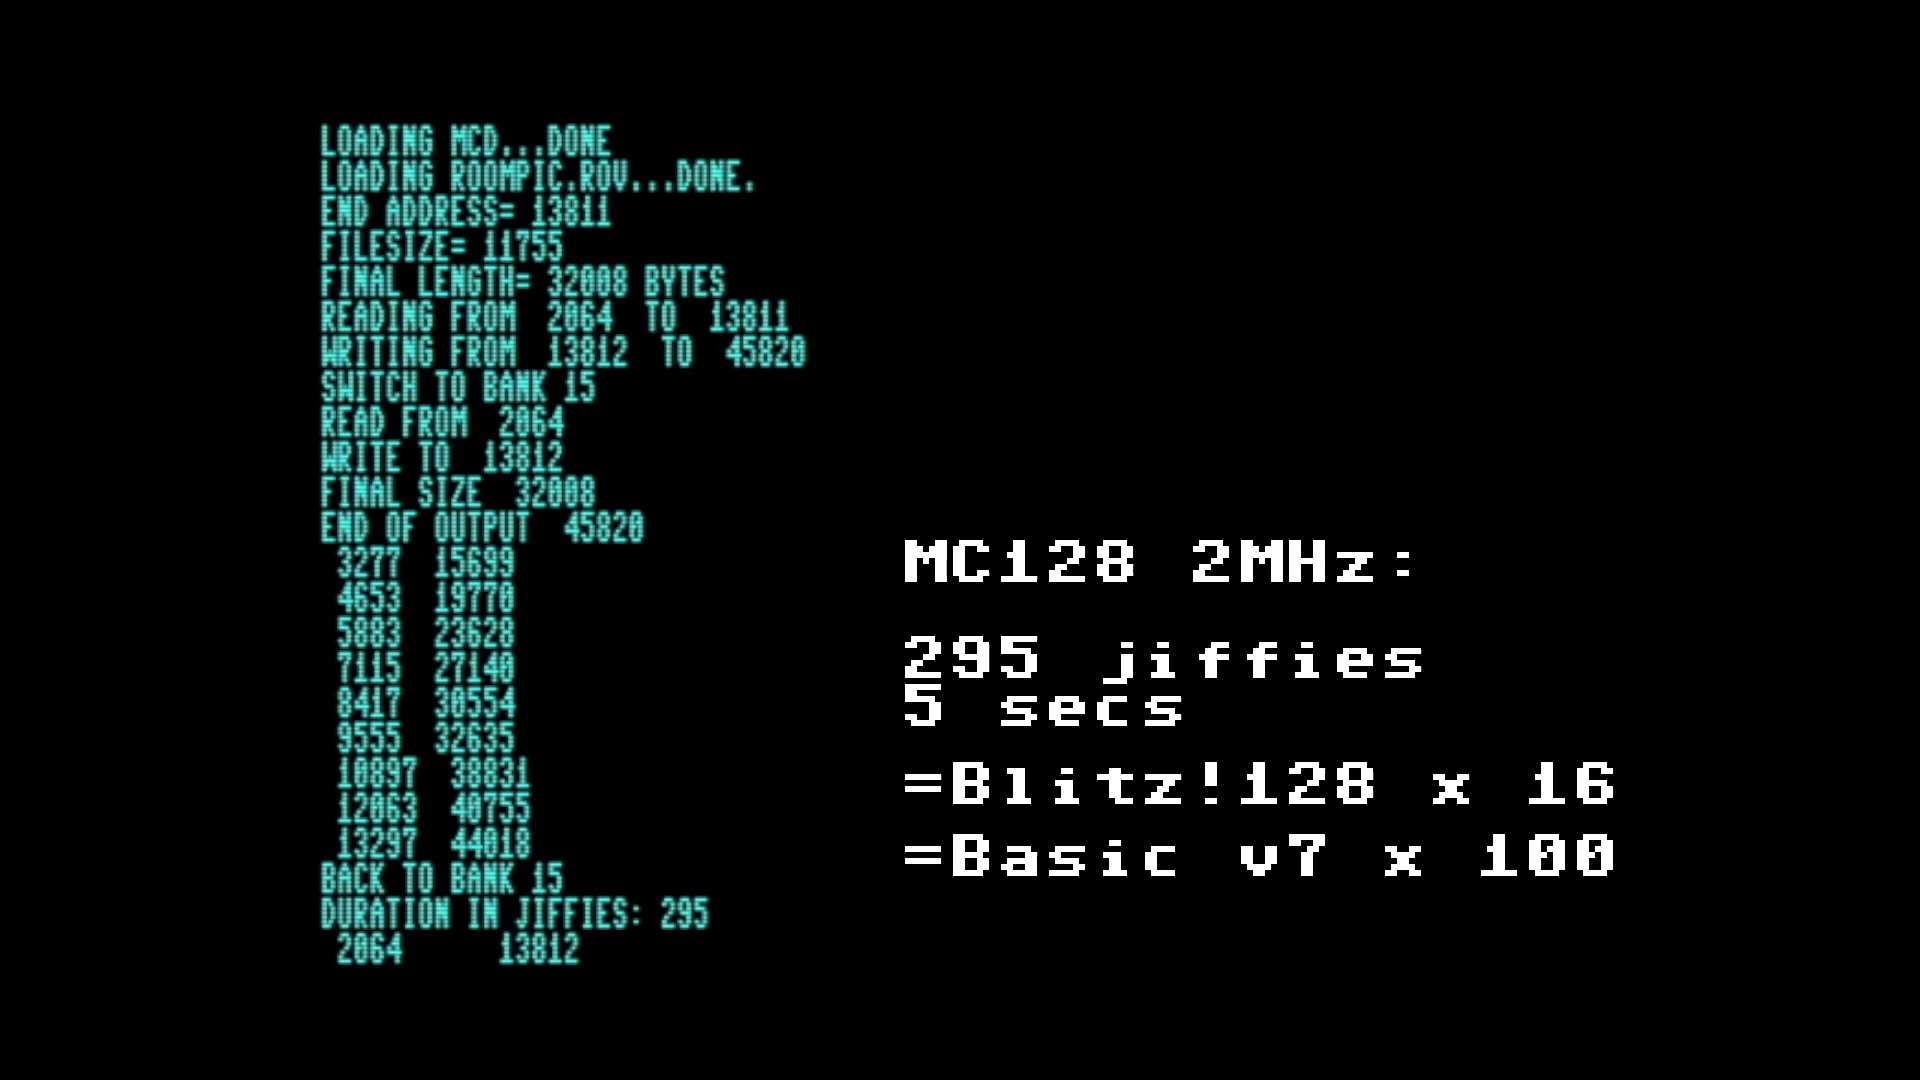 LOADING MCD...DONE
LOADING ROOMPIC.ROV...DONE.
END ADDRESS= 13811
FILESIZE= 11755
FINAL LENGTH= 32008 BYTES
READING FROM  2064  TO  13811
WRITING FROM  13812  TO  45820
SWITCH TO BANK 15
READ FROM  2064
WRITE TO  13812
FINAL SIZE  32008
END OF OUTPUT  45820
3277  15699
4653  19770
5883  23628
7115  27140
8417  30554
9555  32635
10897  38831
12063  40755
13297  44018
BACK TO BANK 15
DURATION IN JIFFIES: 295
2064      13812
MC128 2MHz:
295 jiffies
5 secs
=Blitz!128 x 16
=Basic v7 x 100